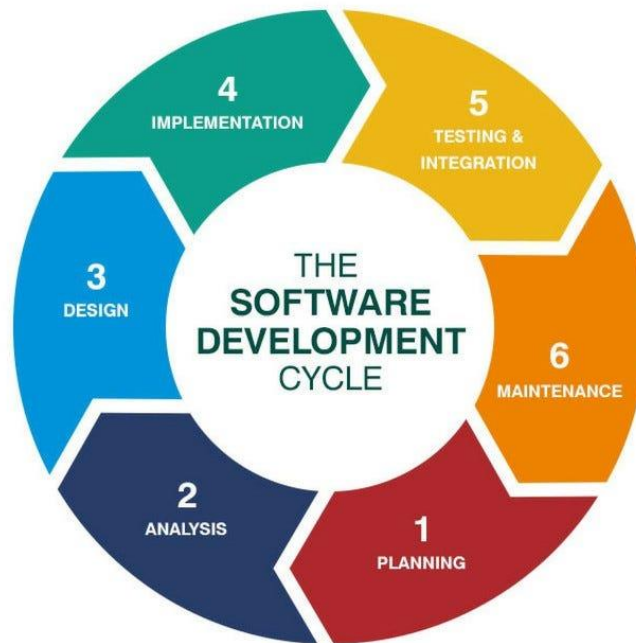 THE
SOFTWARE
DEVELOPMENT
CYCLE
1
PLANNING
2
ANALYSIS
3
DESIGN
4
IMPLEMENTATION
5
TESTING &
INTEGRATION
6
MAINTENANCE